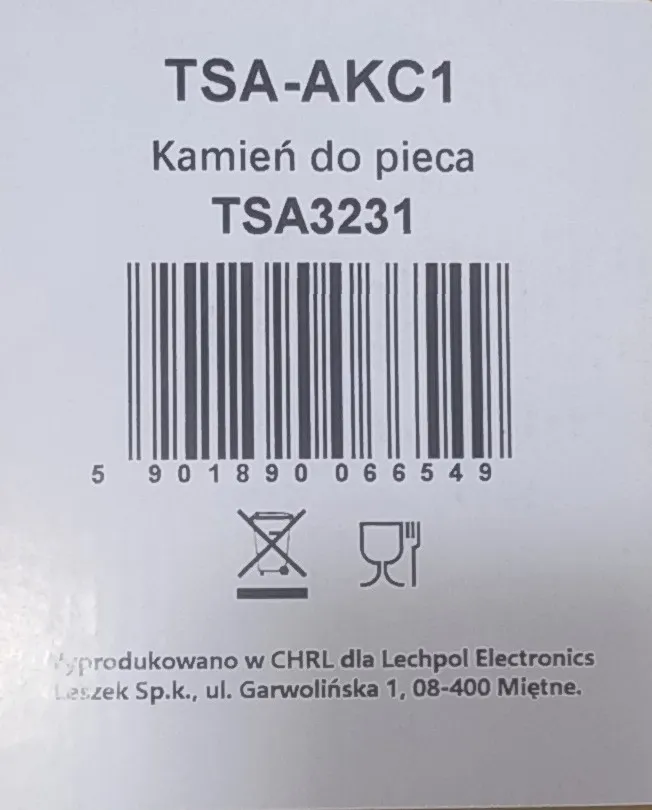 TSA-AKC1
Kamień do pieca
TSA3231
5 901890 066549
Wyprodukowano w CHRL dla Lechpol Electronics
Leszek Sp.k., ul. Garwolińska 1, 08-400 Miętne.